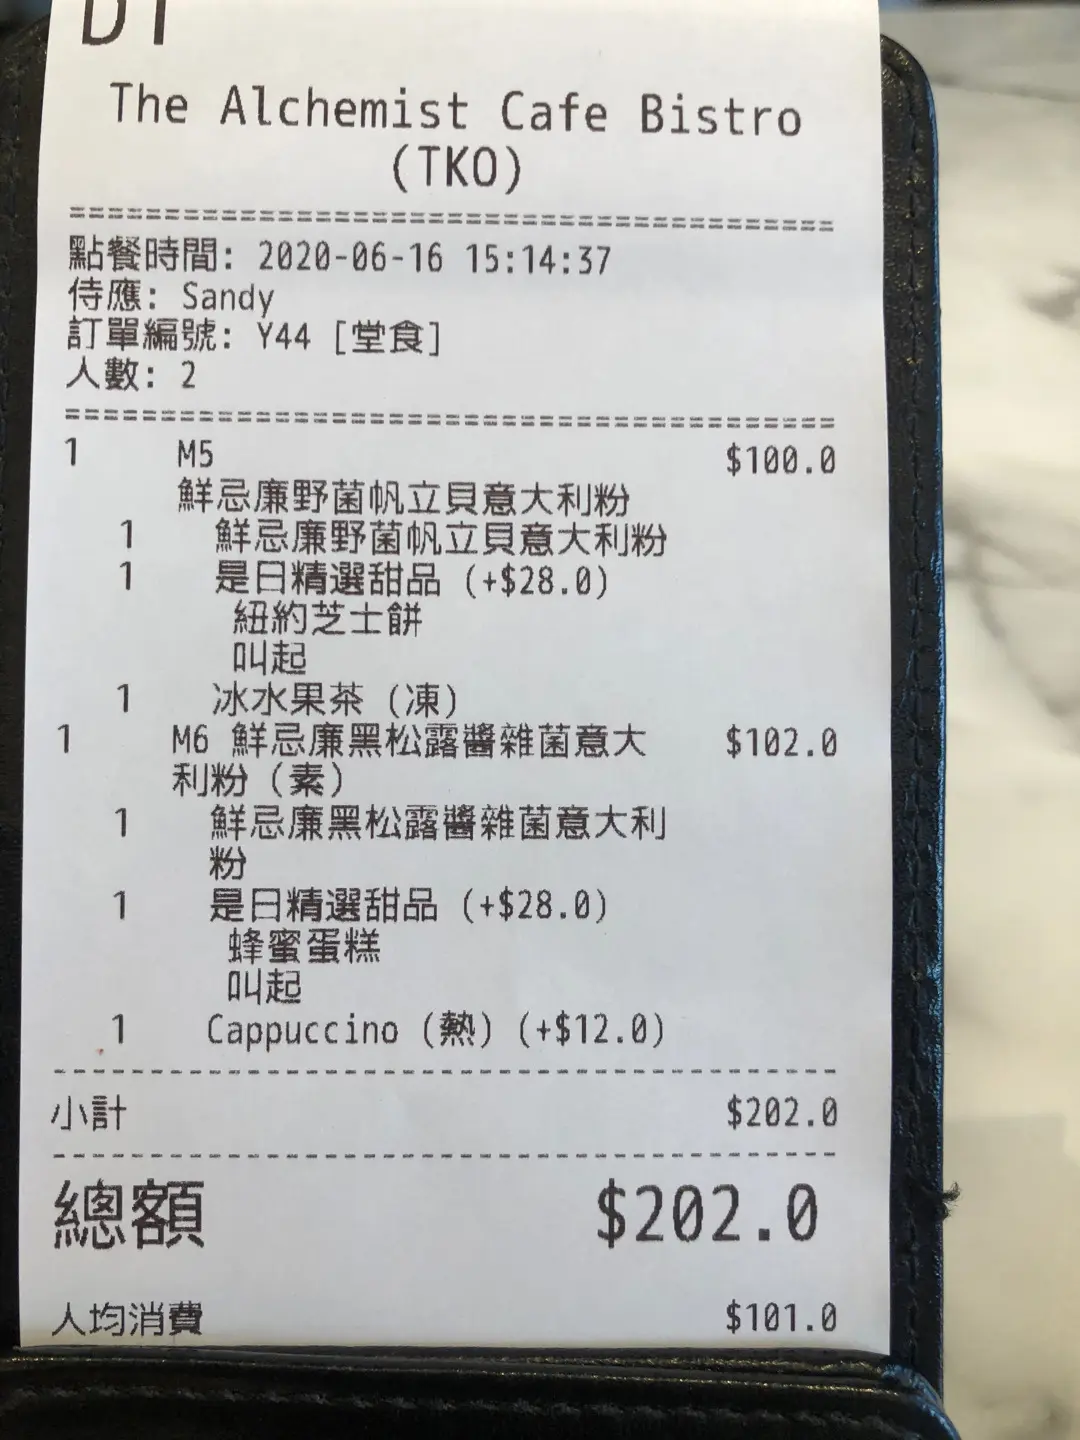 The Alchemist Cafe Bistro
(TKO)
========================================
點餐時間: 2020-06-16 15:14:37
侍應: Sandy
訂單編號: Y44 [堂食]
人數: 2
========================================
1 M5 $100.0
鮮忌廉野菌帆立貝意大利粉
1 鮮忌廉野菌帆立貝意大利粉
1 是日精選甜品 (+$28.0)
紐約芝士餅
叫起
1 冰水果茶 (凍)
1 M6 鮮忌廉黑松露醬雜菌意大 $102.0
利粉 (素)
1 鮮忌廉黑松露醬雜菌意大利
粉
1 是日精選甜品 (+$28.0)
蜂蜜蛋糕
叫起
1 Cappuccino (熱) (+$12.0)
----------------------------------------
小計 $202.0
----------------------------------------
總額 $202.0
人均消費 $101.0